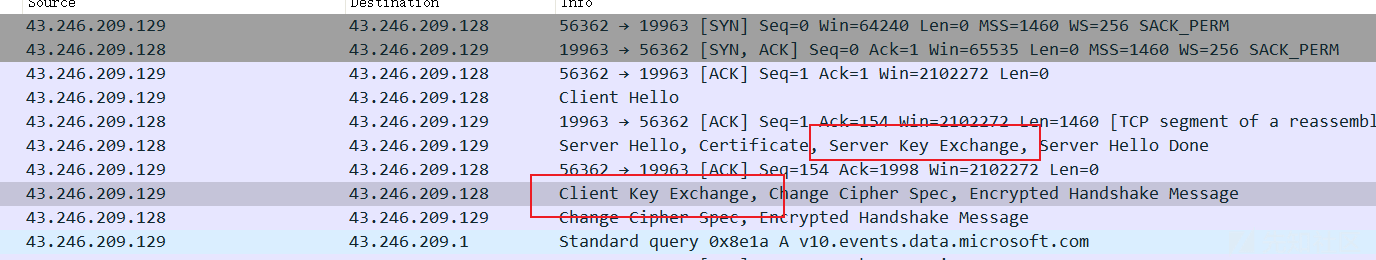 Source Destination Info
43.246.209.129 43.246.209.128 56362 → 19963 [SYN] Seq=0 Win=64240 Len=0 MSS=1460 WS=256 SACK_PERM
43.246.209.128 43.246.209.129 19963 → 56362 [SYN, ACK] Seq=0 Ack=1 Win=65535 Len=0 MSS=1460 WS=256 SACK_PERM
43.246.209.129 43.246.209.128 56362 → 19963 [ACK] Seq=1 Ack=1 Win=2102272 Len=0
43.246.209.129 43.246.209.128 Client Hello
43.246.209.128 43.246.209.129 19963 → 56362 [ACK] Seq=1 Ack=154 Win=2102272 Len=1460 [TCP segment of a reassembl
43.246.209.128 43.246.209.129 Server Hello, Certificate, Server Key Exchange, Server Hello Done
43.246.209.129 43.246.209.128 56362 → 19963 [ACK] Seq=154 Ack=1998 Win=2102272 Len=0
43.246.209.129 43.246.209.128 Client Key Exchange, Change Cipher Spec, Encrypted Handshake Message
43.246.209.128 43.246.209.129 Change Cipher Spec, Encrypted Handshake Message
43.246.209.129 43.246.209.1 Standard query 0x8e1a A v10.events.data.microsoft.com